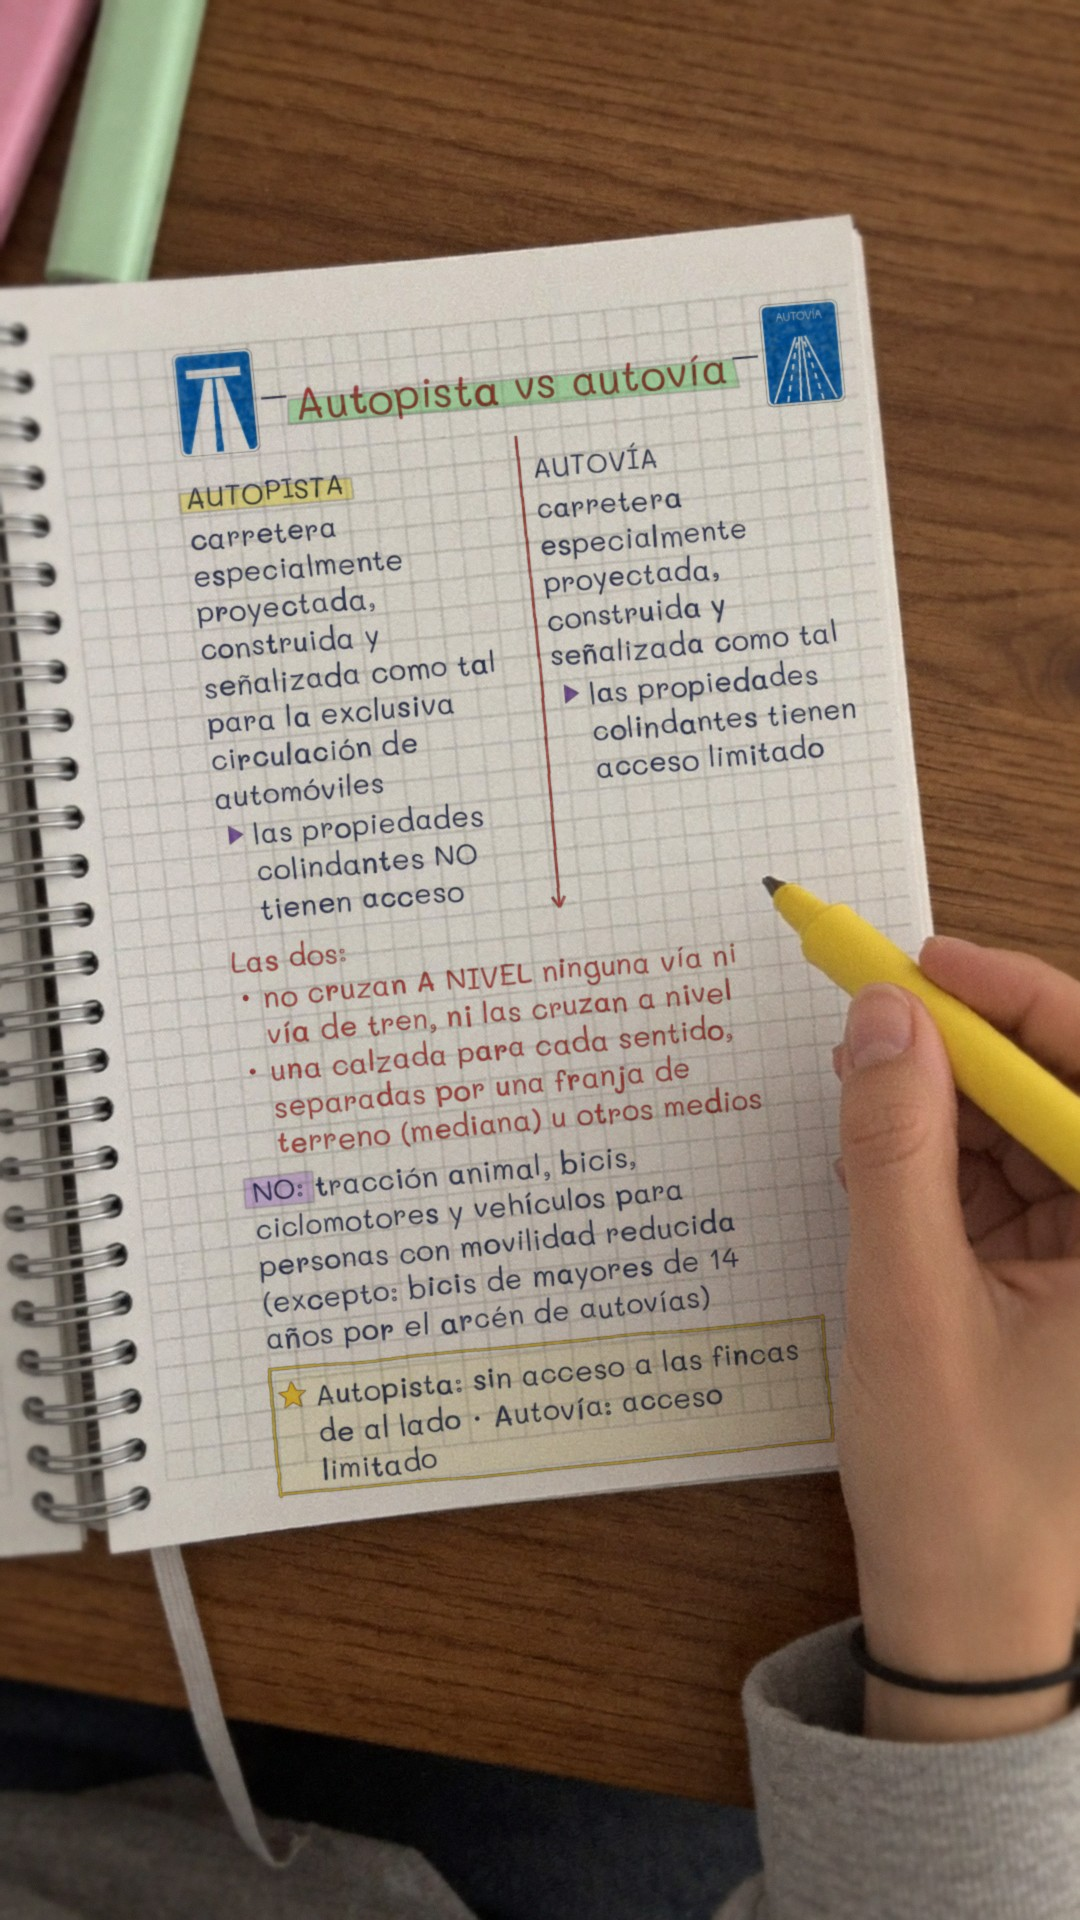 AUTOVÍA
Autopista vs autovía
AUTOPISTA
carretera
especialmente
proyectada,
construida y
señalizada como tal
para la exclusiva
circulación de
automóviles
▶ las propiedades
colindantes NO
tienen acceso
AUTOVÍA
carretera
especialmente
proyectada,
construida y
señalizada como tal
▶ las propiedades
colindantes tienen
acceso limitado
Las dos:
• no cruzan A NIVEL ninguna vía ni
vía de tren, ni las cruzan a nivel
• una calzada para cada sentido,
separadas por una franja de
terreno (mediana) u otros medios
NO: tracción animal, bicis,
ciclomotores y vehículos para
personas con movilidad reducida
(excepto: bicis de mayores de 14
años por el arcén de autovías)
★ Autopista: sin acceso a las fincas
de al lado · Autovía: acceso
limitado